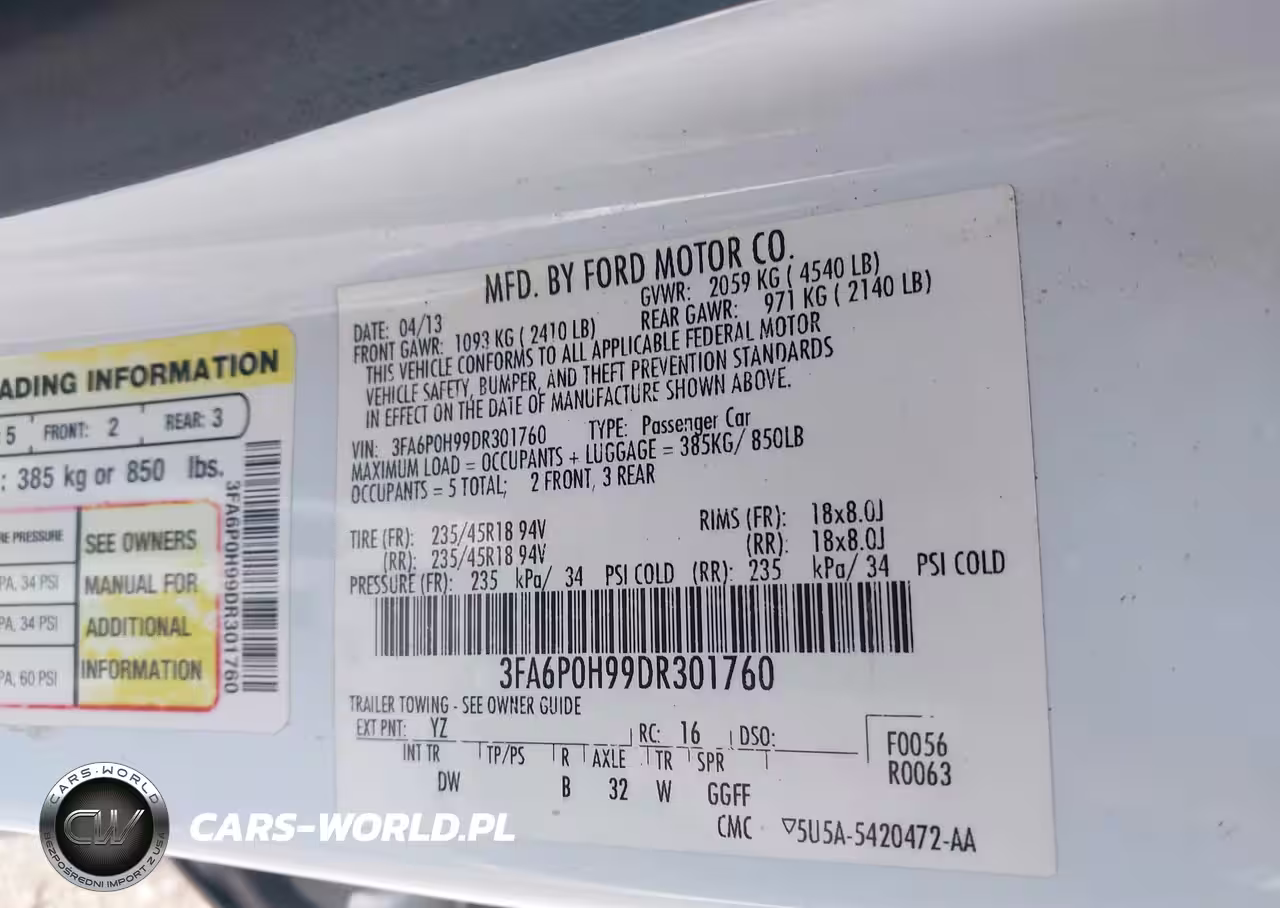 MFD. BY FORD MOTOR CO.
DATE: 04/13 GVWR: 2059 KG ( 4540 LB)
FRONT GAWR: 1093 KG ( 2410 LB) REAR GAWR: 971 KG ( 2140 LB)
THIS VEHICLE CONFORMS TO ALL APPLICABLE FEDERAL MOTOR
VEHICLE SAFETY, BUMPER, AND THEFT PREVENTION STANDARDS
IN EFFECT ON THE DATE OF MANUFACTURE SHOWN ABOVE.
VIN: 3FA6P0H99DR301760 TYPE: Passenger Car
MAXIMUM LOAD = OCCUPANTS + LUGGAGE = 385KG/ 850LB
OCCUPANTS = 5 TOTAL; 2 FRONT, 3 REAR
TIRE (FR): 235/45R18 94V RIMS (FR): 18x8.0J
(RR): 235/45R18 94V (RR): 18x8.0J
PRESSURE (FR): 235 kPa/ 34 PSI COLD (RR): 235 kPa/ 34 PSI COLD
3FA6P0H99DR301760
TRAILER TOWING - SEE OWNER GUIDE
EXT PNT: YZ RC: 16 DSO: F0056
INT TR TP/PS R AXLE TR SPR R0063
DW B 32 W GGFF
CMC ▽5U5A-5420472-AA
ADING INFORMATION
5 FRONT: 2 REAR: 3
: 385 kg or 850 lbs.
RE PRESSURE
PA, 34 PSI
PA, 34 PSI
PA, 60 PSI
SEE OWNERS
MANUAL FOR
ADDITIONAL
INFORMATION
3FA6P0H99DR301760
CARS-WORLD
CW
BEZPOŚREDNI IMPORT Z USA
CARS-WORLD.PL